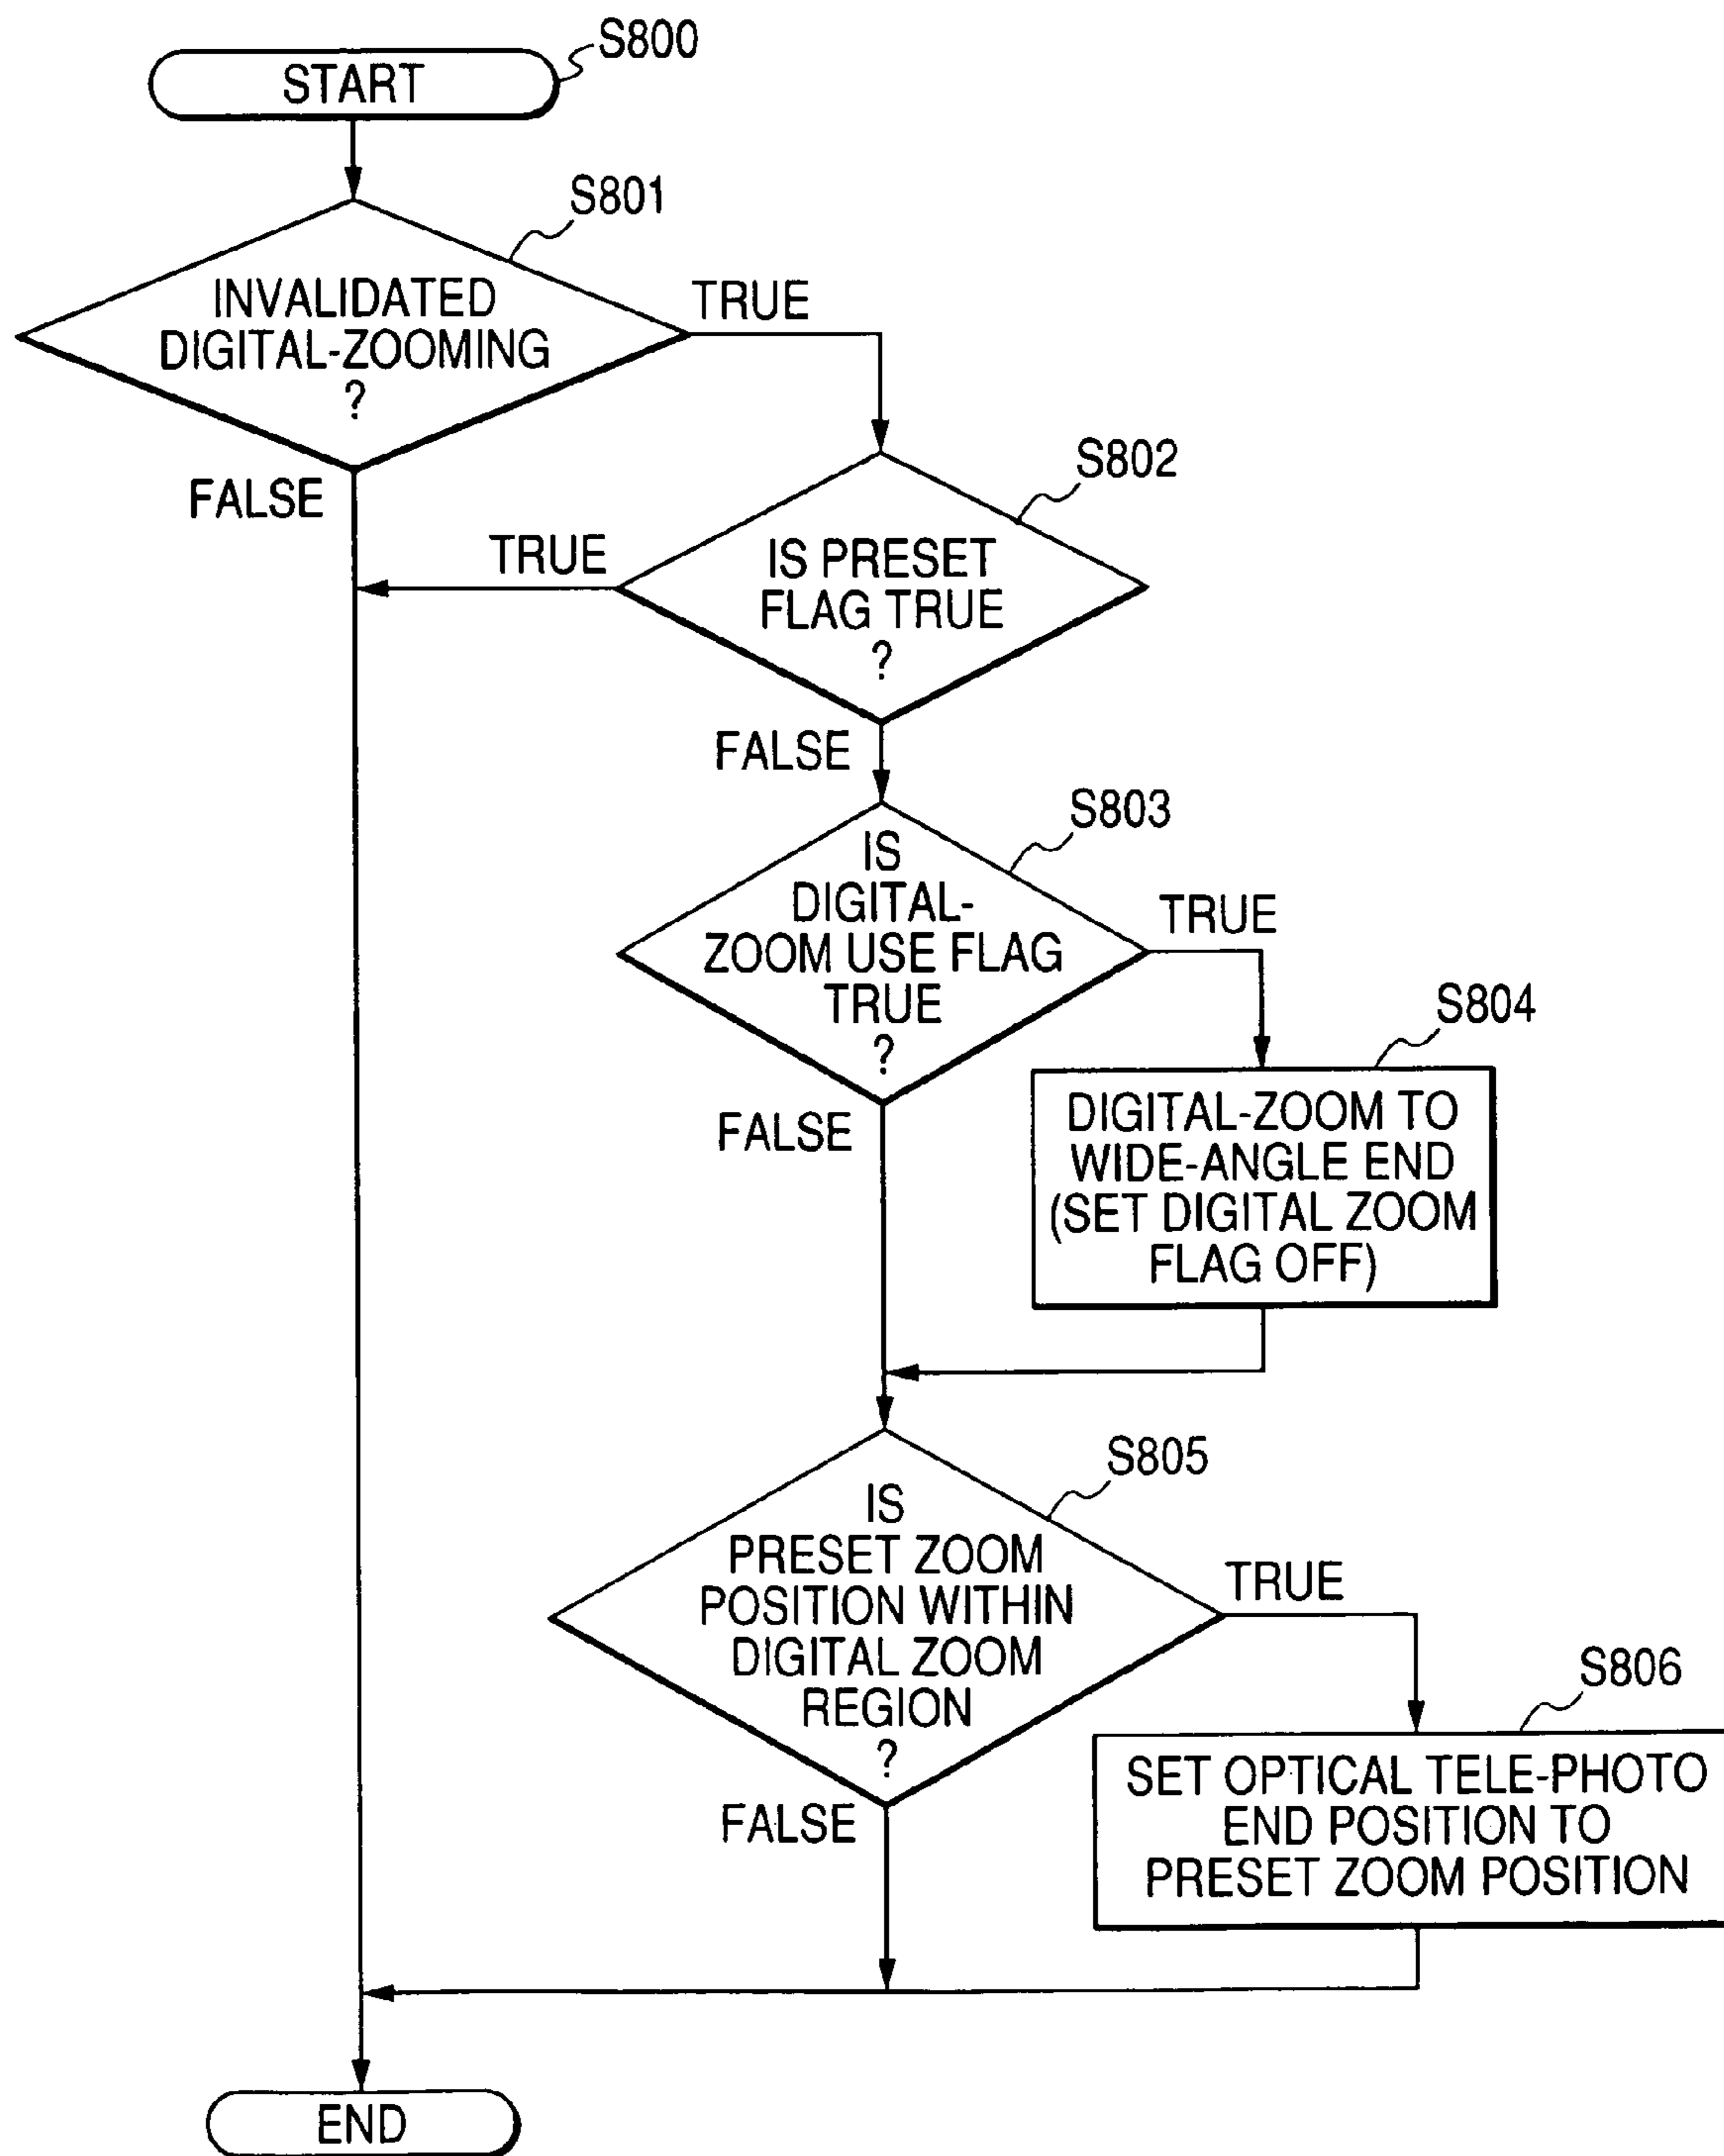 S800
START
S801
INVALIDATED
DIGITAL-ZOOMING
?
TRUE
FALSE
S802
IS PRESET
FLAG TRUE
?
TRUE
FALSE
S803
IS
DIGITAL-
ZOOM USE FLAG
TRUE
?
TRUE
FALSE
S804
DIGITAL-ZOOM TO
WIDE-ANGLE END
(SET DIGITAL ZOOM
FLAG OFF)
S805
IS
PRESET ZOOM
POSITION WITHIN
DIGITAL ZOOM
REGION
?
TRUE
FALSE
S806
SET OPTICAL TELE-PHOTO
END POSITION TO
PRESET ZOOM POSITION
END